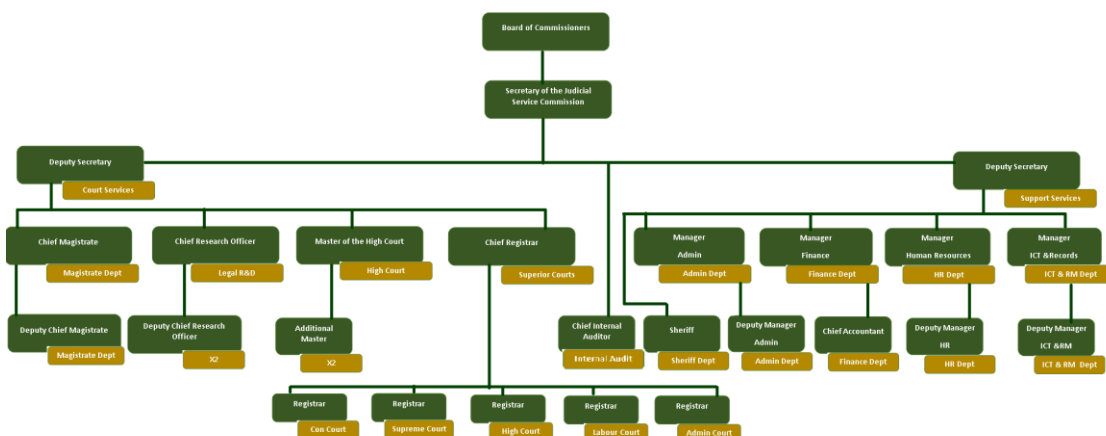 Board of Commissioners
Secretary of the Judicial
Service Commission
Deputy Secretary
Court Services
Deputy Secretary
Support Services
Chief Magistrate
Magistrate Dept
Chief Research Officer
Legal R&D
Master of the High Court
High Court
Chief Registrar
Superior Courts
Manager
Admin
Admin Dept
Manager
Finance
Finance Dept
Manager
Human Resources
HR Dept
Manager
ICT &Records
ICT & RM Dept
Deputy Chief Magistrate
Magistrate Dept
Deputy Chief Research
Officer
X2
Additional
Master
X2
Chief Internal
Auditor
Internal Audit
Sheriff
Sheriff Dept
Deputy Manager
Admin
Admin Dept
Chief Accountant
Finance Dept
Deputy Manager
HR
HR Dept
Deputy Manager
ICT &RM
ICT & RM Dept
Registrar
Con Court
Registrar
Supreme Court
Registrar
High Court
Registrar
Labour Court
Registrar
Admin Court